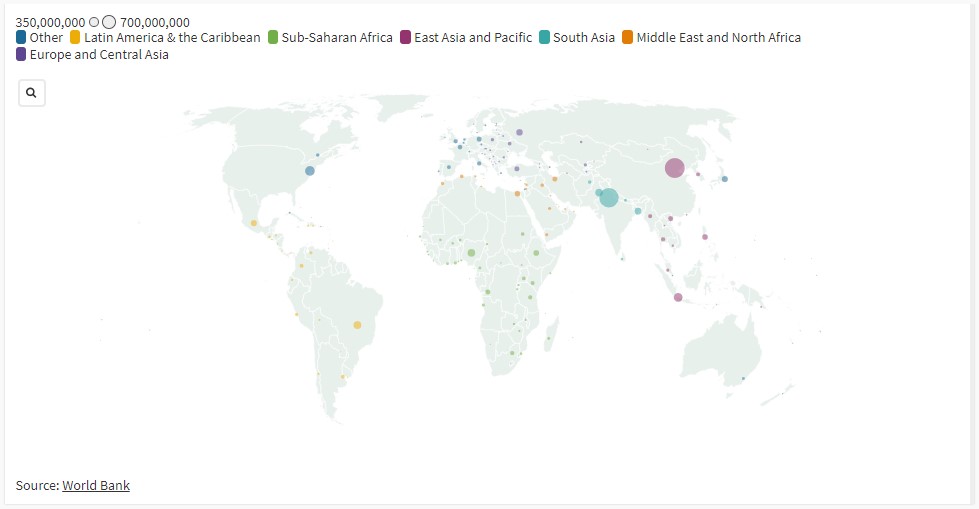 350,000,000 700,000,000
Other Latin America & the Caribbean Sub-Saharan Africa East Asia and Pacific South Asia Middle East and North Africa
Europe and Central Asia
Source: World Bank